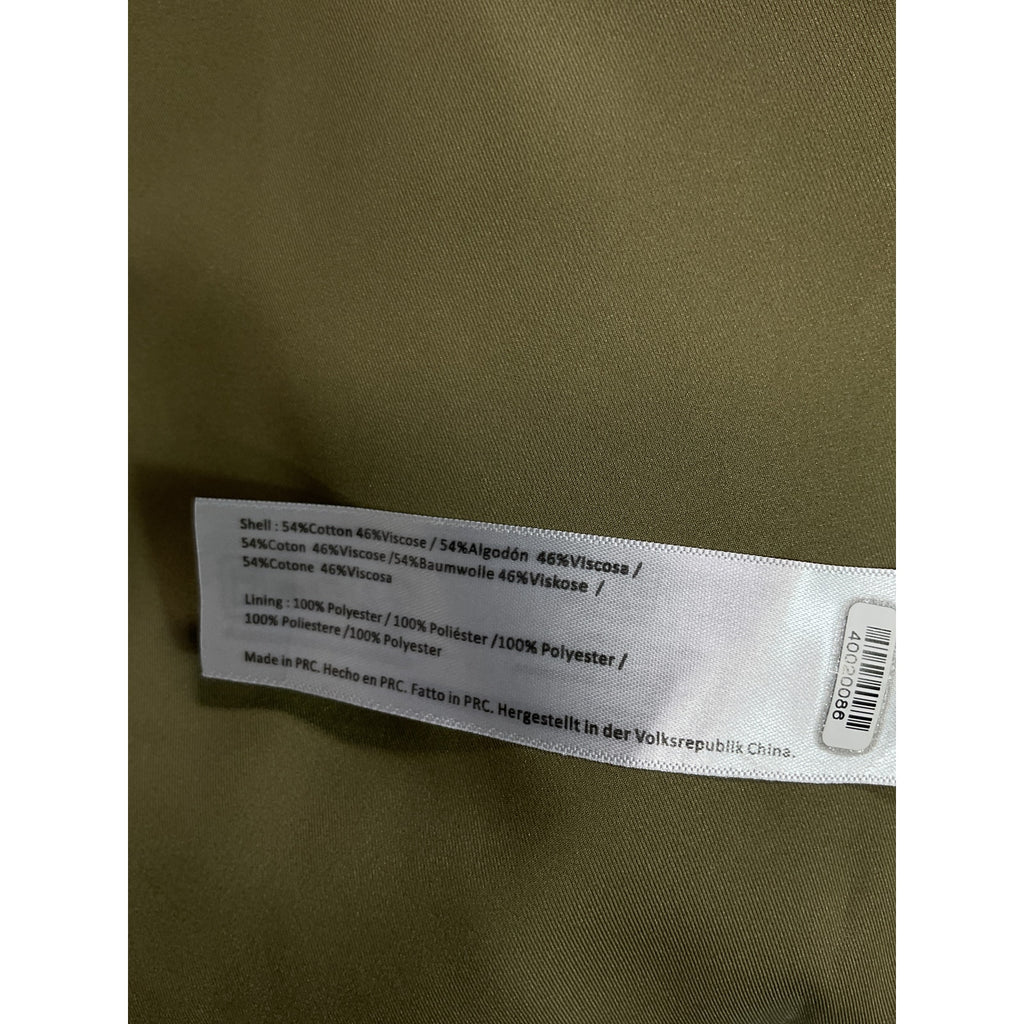 Shell : 54%Cotton 46%Viscose / 54%Algodón 46%Viscosa /
54%Coton 46%Viscose /54%Baumwolle 46%Viskose /
54%Cotone 46%Viscosa
Lining : 100% Polyester / 100% Poliéster /100% Polyester /
100% Poliestere /100% Polyester
Made in PRC. Hecho en PRC. Fatto in PRC. Hergestellt in der Volksrepublik China.
40020086